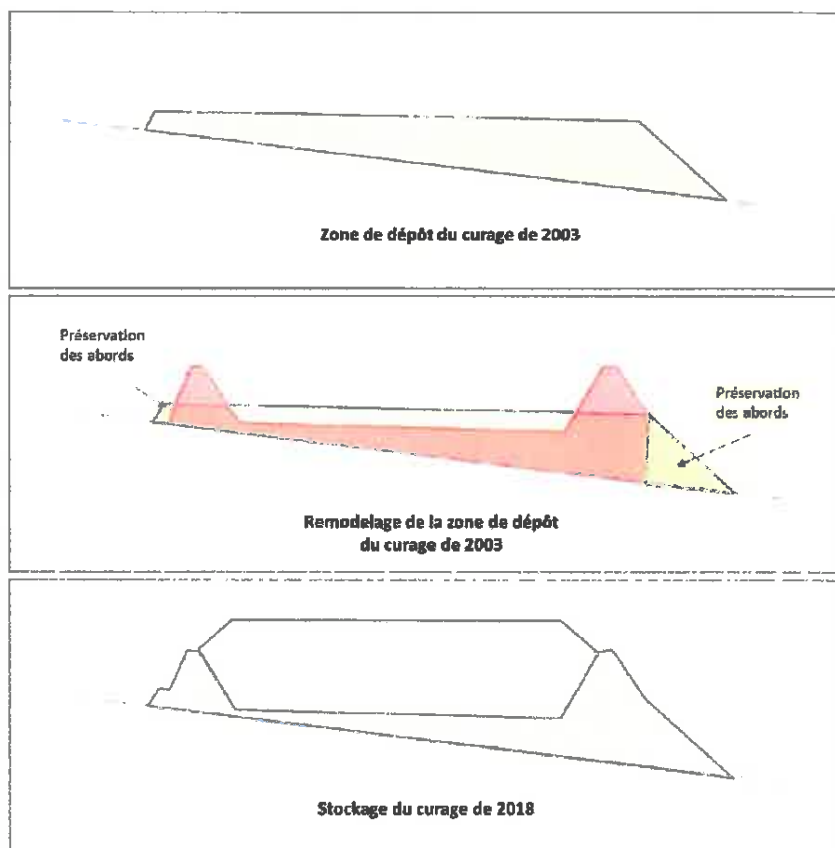 Zone de dépôt du curage de 2003
Préservation
des abords
Préservation
des abords
Remodelage de la zone de dépôt
du curage de 2003
Stockage du curage de 2018